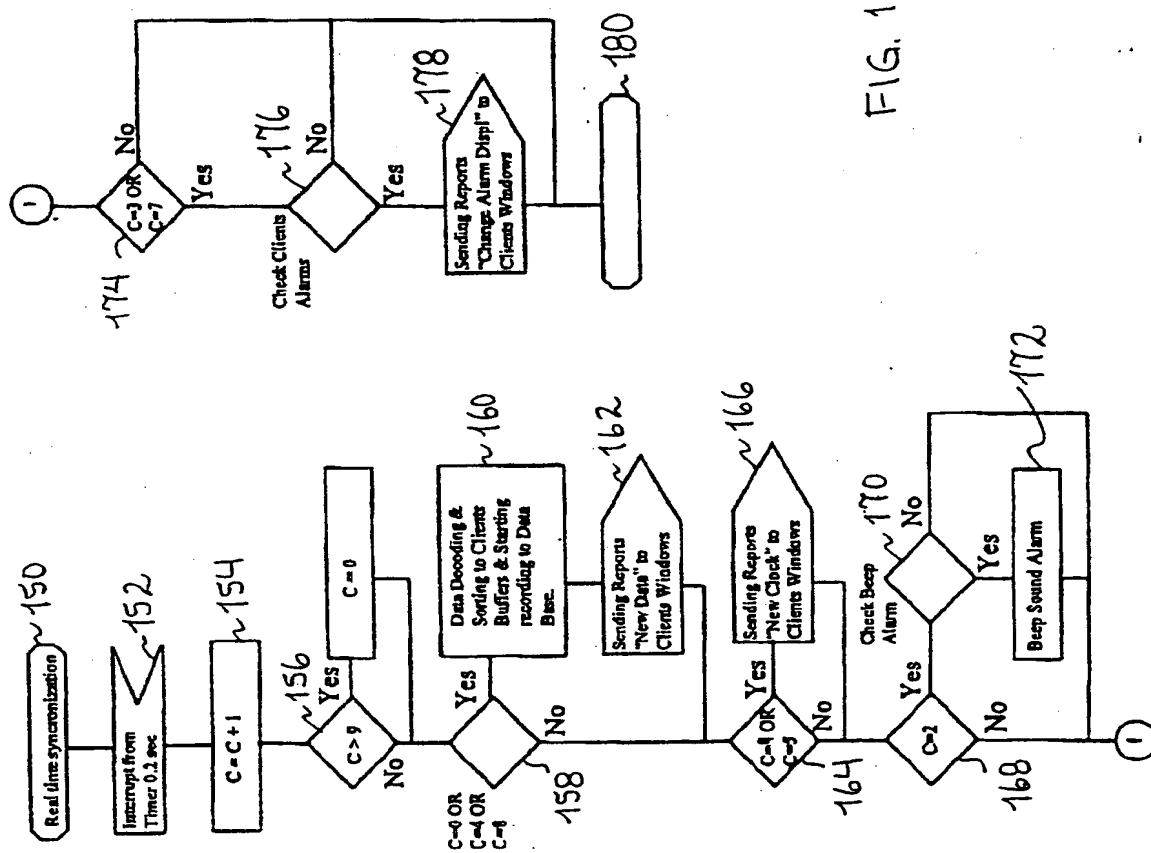 150
Real time syncronization
152
Interrupt from
Timer 0.2 sec
154
C = C + 1
156
C > 9
Yes
No
C = 0
C=0 OR
C=4 OR
C=8
158
Yes
No
160
Data Decoding &
Sorting to Clients
Buffers & Starting
recording to Data
Base.
162
Sending Reports
"New Data" to
Clients Windows
164
Yes
No
166
Sending Reports
"New Clock" to
Clients Windows
168
C=2
Yes
No
170
Check Beep
Alarm
No
Yes
172
Beep Sound Alarm
1
1
174
C=7
No
Yes
176
Check Clients
Alarms
No
Yes
178
Sending Reports
"Change Alarm Displ" to
Clients Windows
180
FIG. 1